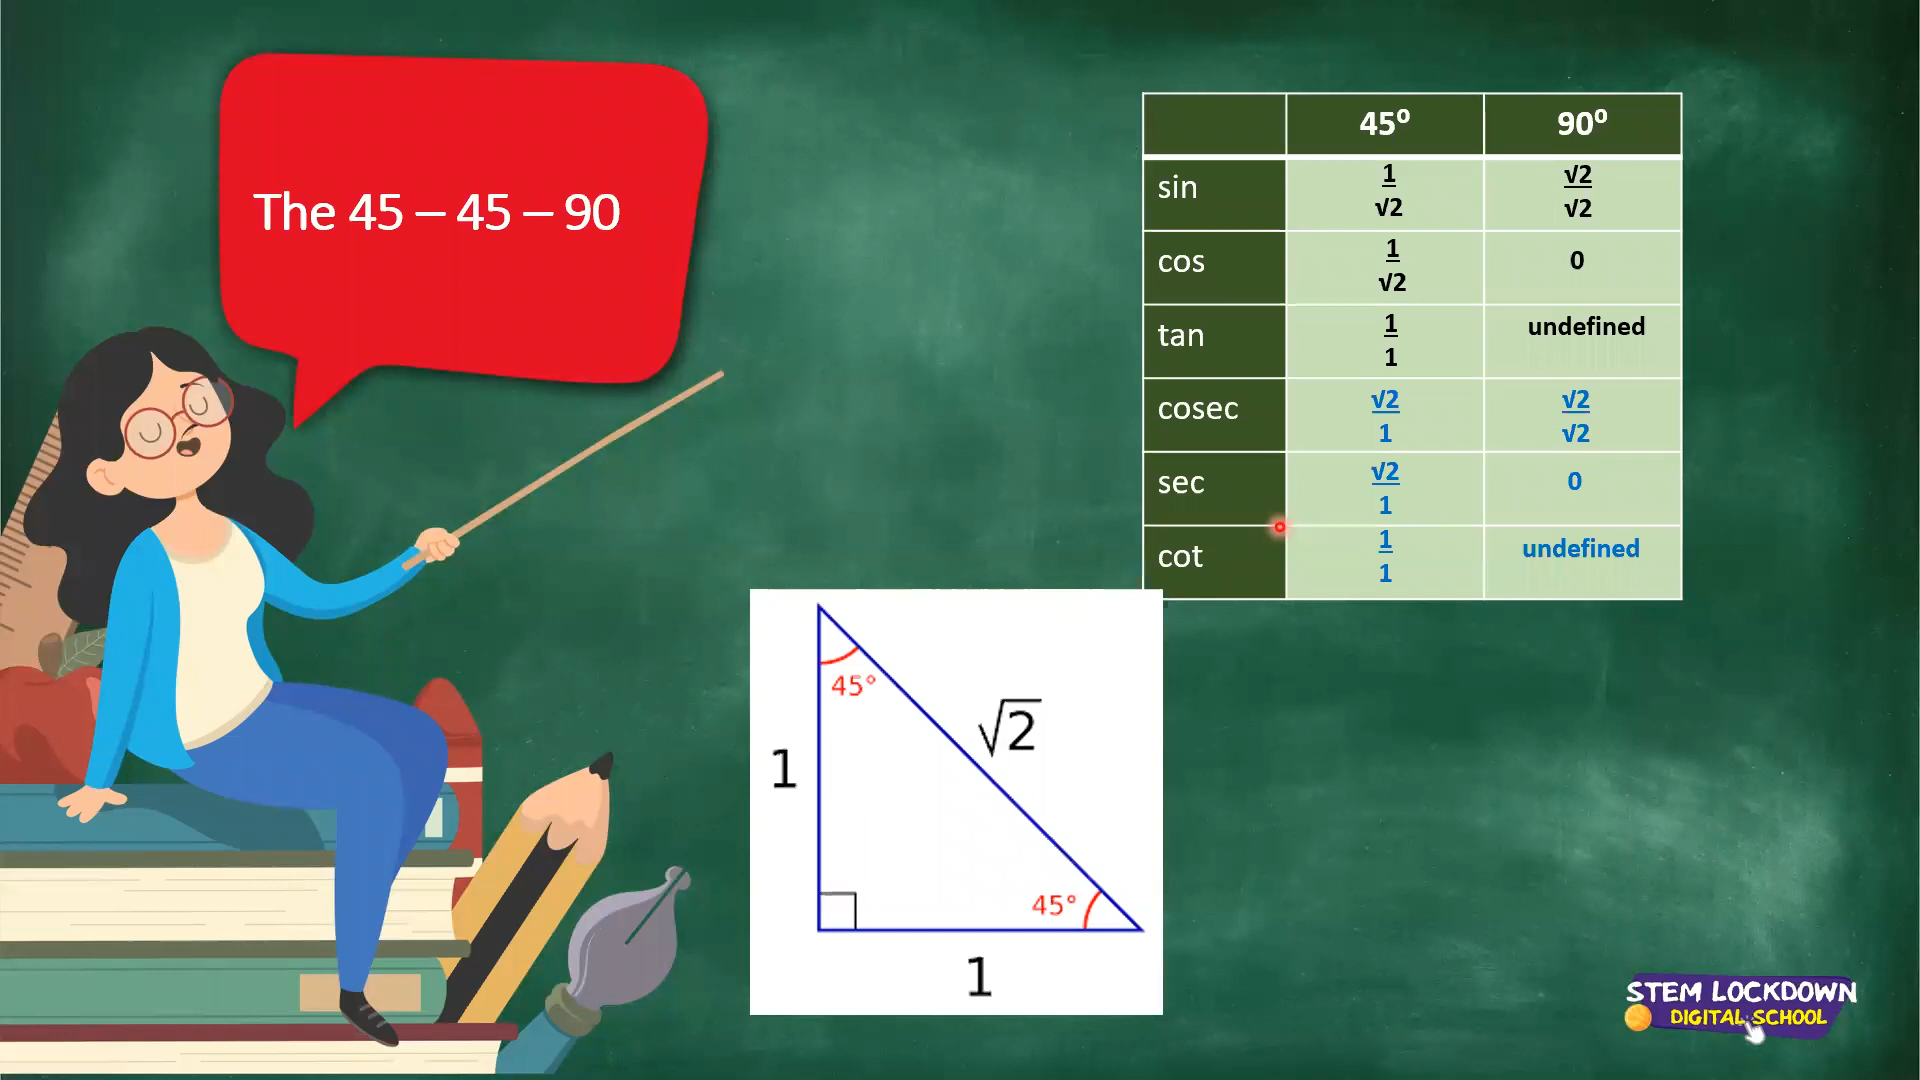 The 45 – 45 – 90
45⁰ 90⁰
sin 1/√2 √2/√2
cos 1/√2 0
tan 1/1 undefined
cosec √2/1 √2/√2
sec √2/1 0
cot 1/1 undefined
45°
√2
1
45°
1
STEM LOCKDOWN
DIGITAL SCHOOL